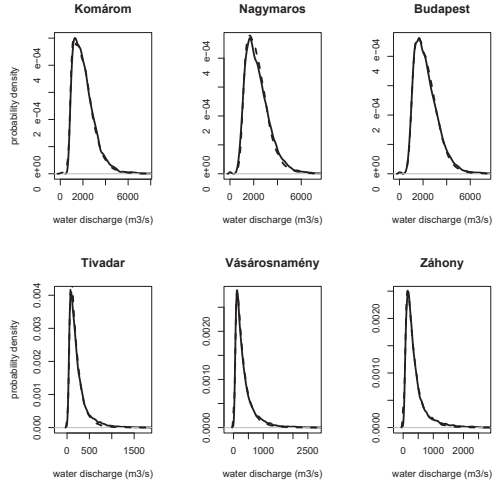 Komárom
probability density
4 e−04
2 e−04
0 e+00
0 2000 6000
water discharge (m3/s)
Nagymaros
4 e−04
2 e−04
0 e+00
0 2000 6000
water discharge (m3/s)
Budapest
4 e−04
2 e−04
0 e+00
0 2000 6000
water discharge (m3/s)
Tivadar
probability density
0.004
0.003
0.002
0.001
0.000
0 500 1500
water discharge (m3/s)
Vásárosnamény
0.0020
0.0010
0.0000
0 1000 2500
water discharge (m3/s)
Záhony
0.0020
0.0010
0.0000
0 1000 2000
water discharge (m3/s)